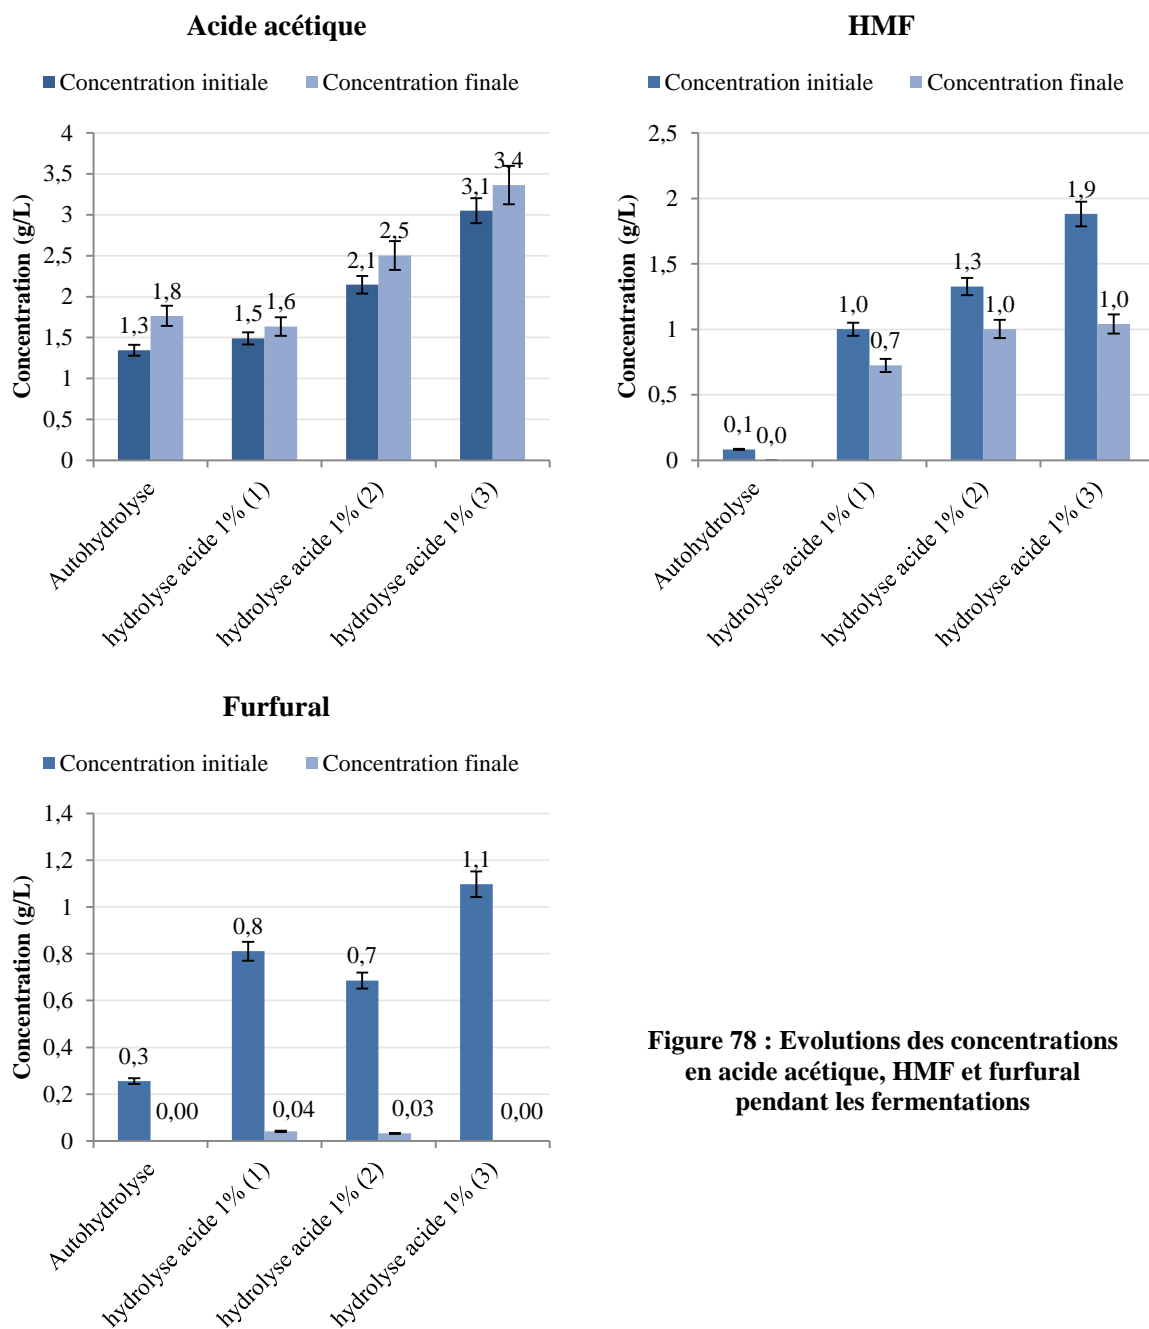 Acide acétique
Concentration initiale Concentration finale
Concentration (g/L)
4
3,5
3
2,5
2
1,5
1
0,5
0
1,3 1,8 1,5 1,6 2,1 2,5 3,1 3,4
Autohydrolyse
hydrolyse acide 1% (1)
hydrolyse acide 1% (2)
hydrolyse acide 1% (3)
HMF
Concentration initiale Concentration finale
Concentration (g/L)
2,5
2
1,5
1
0,5
0
0,1 0,0 1,0 0,7 1,3 1,0 1,9 1,0
Autohydrolyse
hydrolyse acide 1% (1)
hydrolyse acide 1% (2)
hydrolyse acide 1% (3)
Furfural
Concentration initiale Concentration finale
Concentration (g/L)
1,4
1,2
1
0,8
0,6
0,4
0,2
0
0,3 0,00 0,8 0,04 0,7 0,03 1,1 0,00
Autohydrolyse
hydrolyse acide 1% (1)
hydrolyse acide 1% (2)
hydrolyse acide 1% (3)
Figure 78 : Evolutions des concentrations
en acide acétique, HMF et furfural
pendant les fermentations